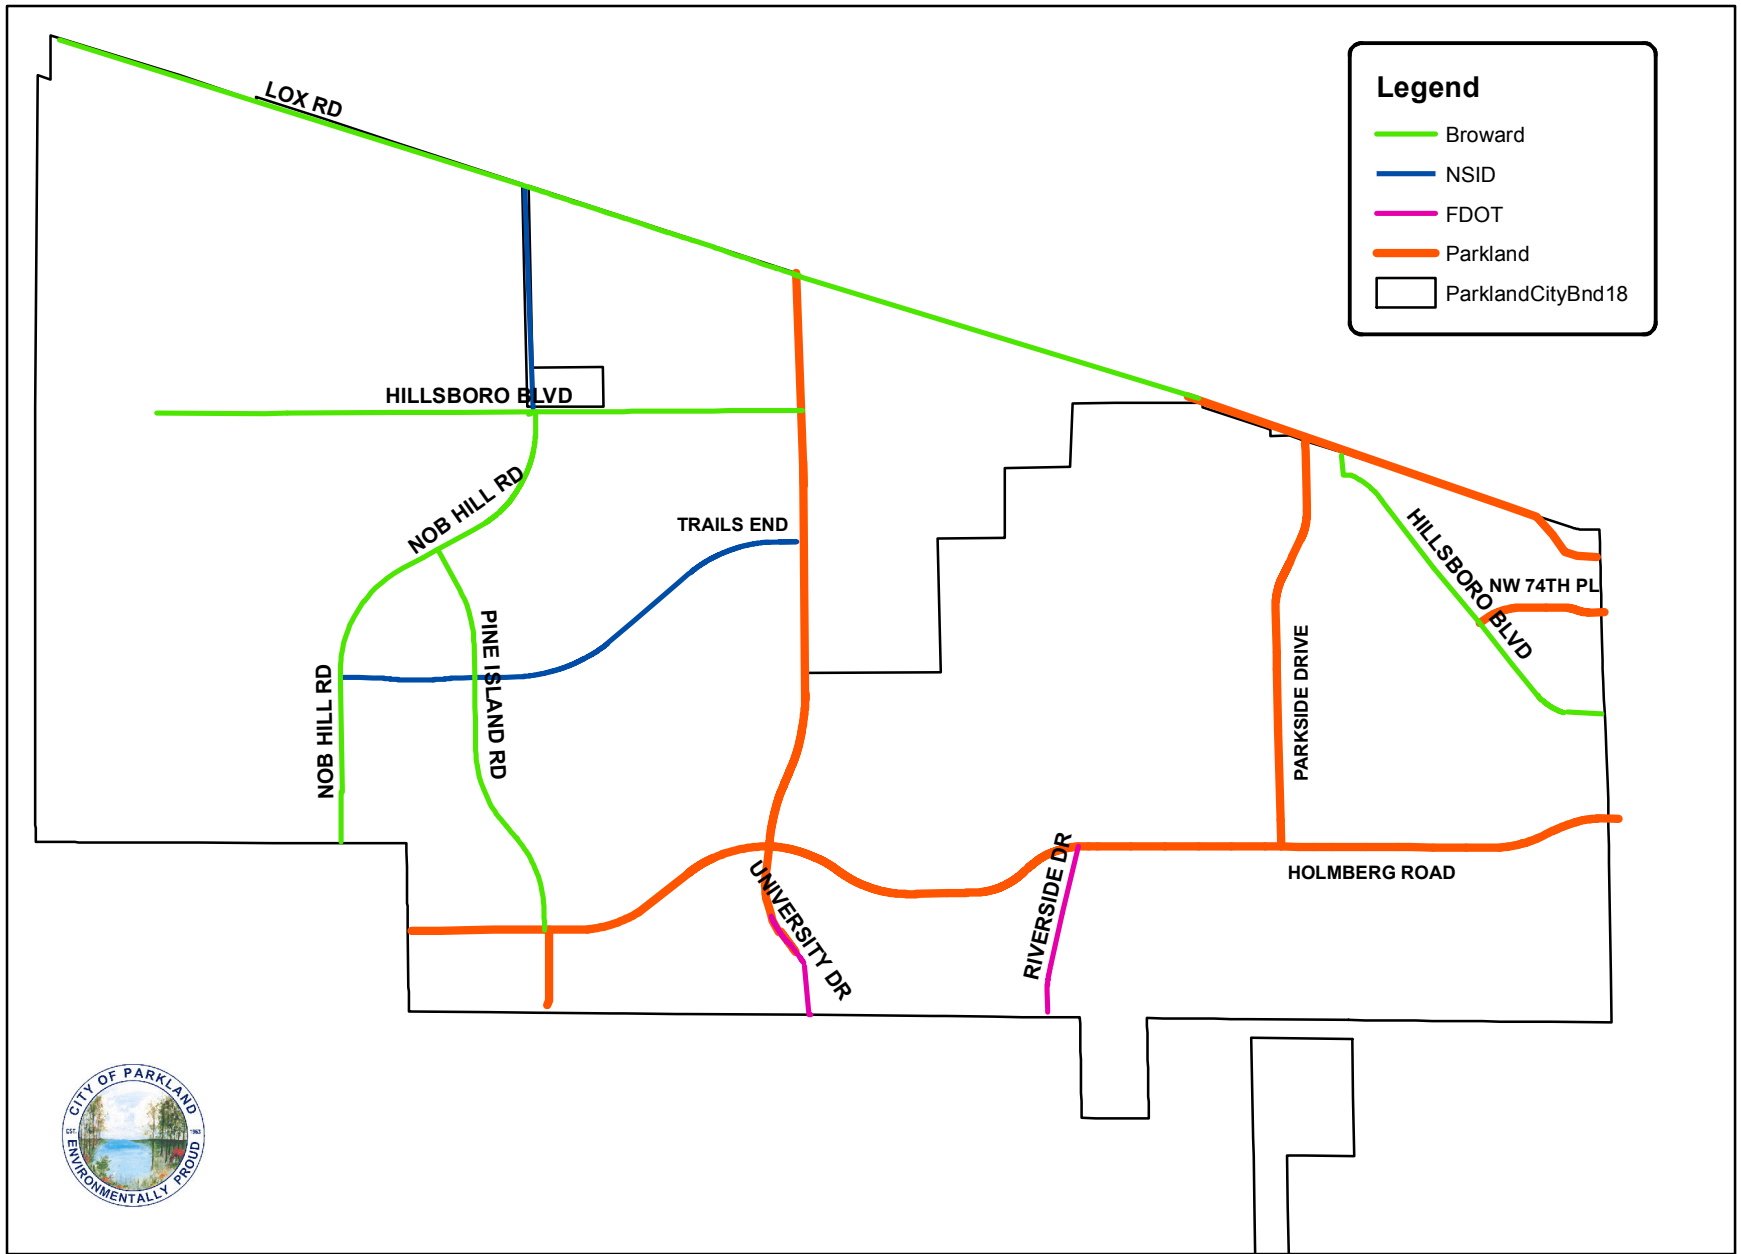 LOX RD
Legend
Broward
NSID
FDOT
Parkland
ParklandCityBnd18
HILLSBORO BLVD
NOB HILL RD
TRAILS END
HILLSBORO BLVD
NW 74TH PL
PINE ISLAND RD
NOB HILL RD
PARKSIDE DRIVE
UNIVERSITY DR
RIVERSIDE DR
HOLMBERG ROAD
CITY OF PARKLAND
EST. 1963
ENVIRONMENTALLY PROUD